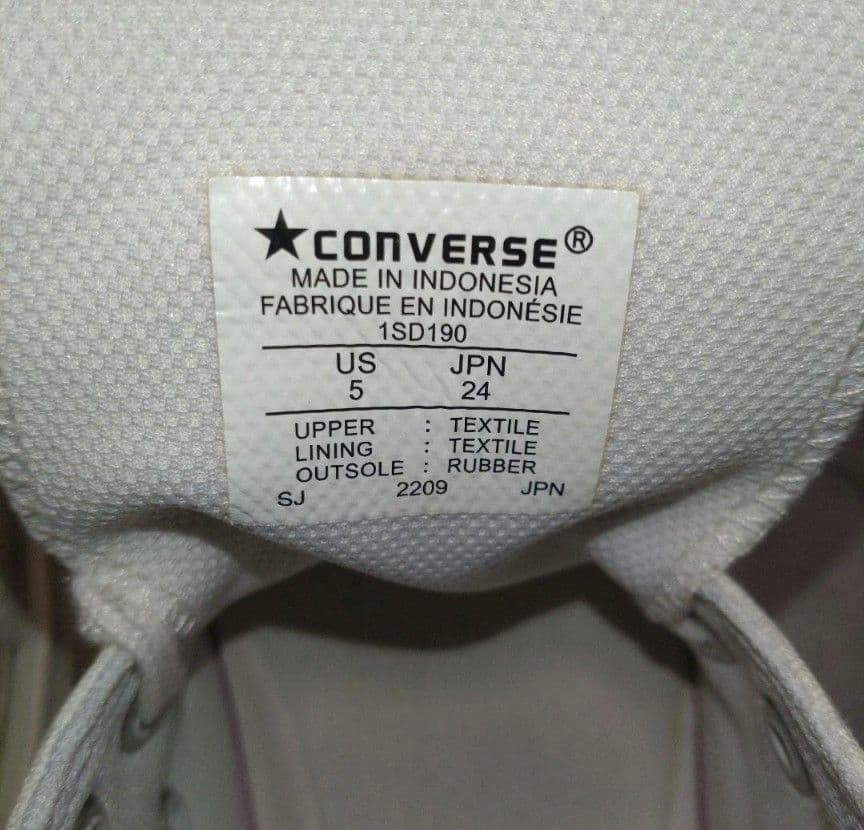 ★CONVERSE®
MADE IN INDONESIA
FABRIQUE EN INDONÉSIE
1SD190
US JPN
5 24
UPPER : TEXTILE
LINING : TEXTILE
OUTSOLE : RUBBER
SJ 2209 JPN